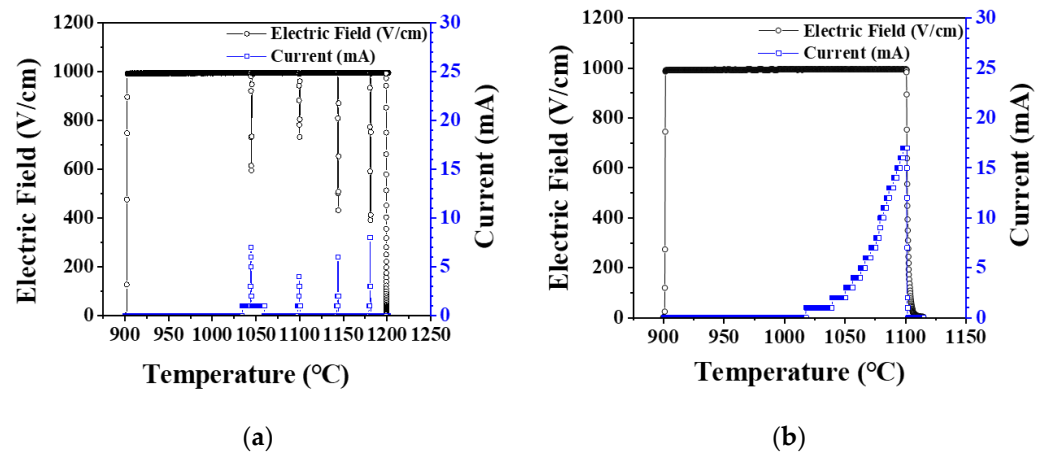 1200
1000
800
600
400
200
0
Electric Field (V/cm)
Electric Field (V/cm)
Current (mA)
30
25
20
15
10
5
0
Current (mA)
900 950 1000 1050 1100 1150 1200 1250
Temperature (°C)
(a)
1200
1000
800
600
400
200
0
Electric Field (V/cm)
Electric Field (V/cm)
Current (mA)
30
25
20
15
10
5
0
Current (mA)
900 950 1000 1050 1100 1150
Temperature (°C)
(b)